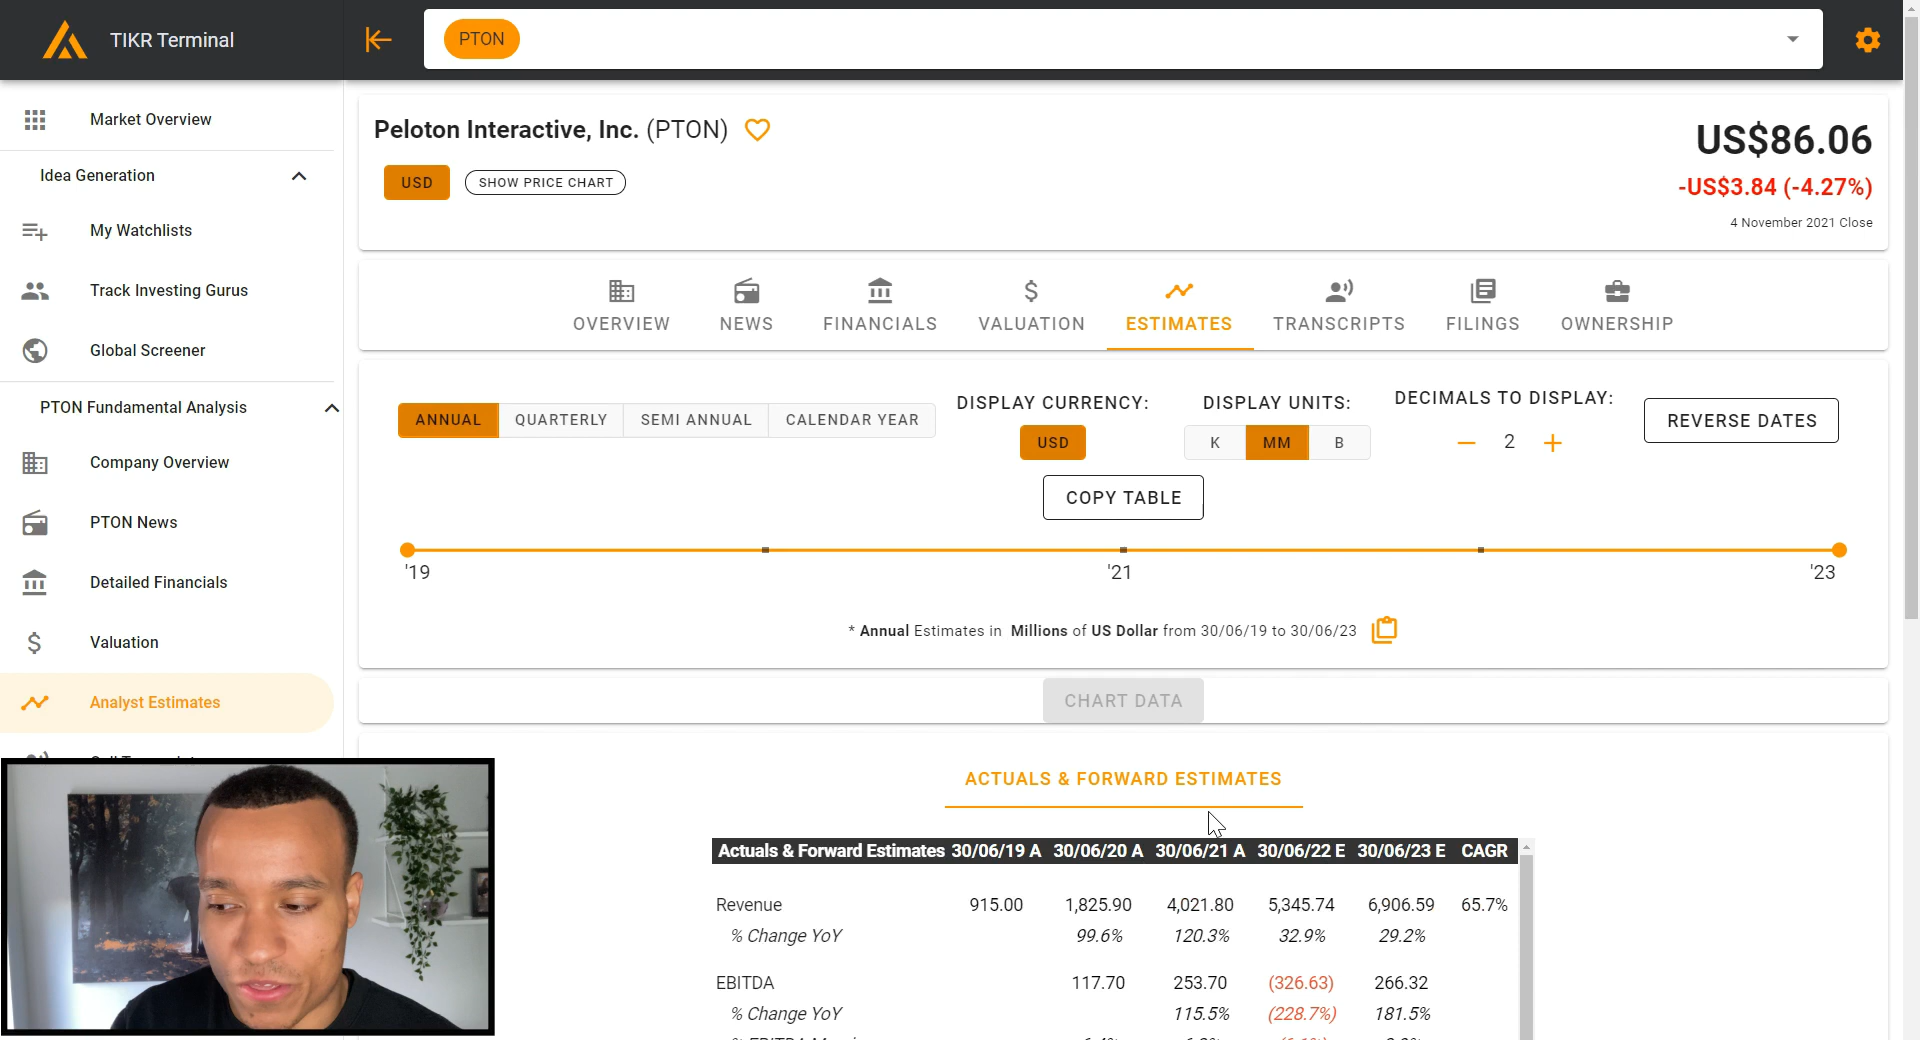 TIKR Terminal
PTON
Market Overview
Idea Generation
My Watchlists
Track Investing Gurus
Global Screener
PTON Fundamental Analysis
Company Overview
PTON News
Detailed Financials
Valuation
Analyst Estimates
Peloton Interactive, Inc. (PTON)
USD SHOW PRICE CHART
US$86.06
-US$3.84 (-4.27%)
4 November 2021 Close
OVERVIEW NEWS FINANCIALS VALUATION ESTIMATES TRANSCRIPTS FILINGS OWNERSHIP
ANNUAL QUARTERLY SEMI ANNUAL CALENDAR YEAR
DISPLAY CURRENCY:
USD
DISPLAY UNITS:
K MM B
DECIMALS TO DISPLAY:
2
REVERSE DATES
COPY TABLE
'19 '21 '23
* Annual Estimates in Millions of US Dollar from 30/06/19 to 30/06/23
CHART DATA
ACTUALS & FORWARD ESTIMATES
Actuals & Forward Estimates 30/06/19 A 30/06/20 A 30/06/21 A 30/06/22 E 30/06/23 E CAGR
Revenue 915.00 1,825.90 4,021.80 5,345.74 6,906.59 65.7%
% Change YoY 99.6% 120.3% 32.9% 29.2%
EBITDA 117.70 253.70 (326.63) 266.32
% Change YoY 115.5% (228.7%) 181.5%